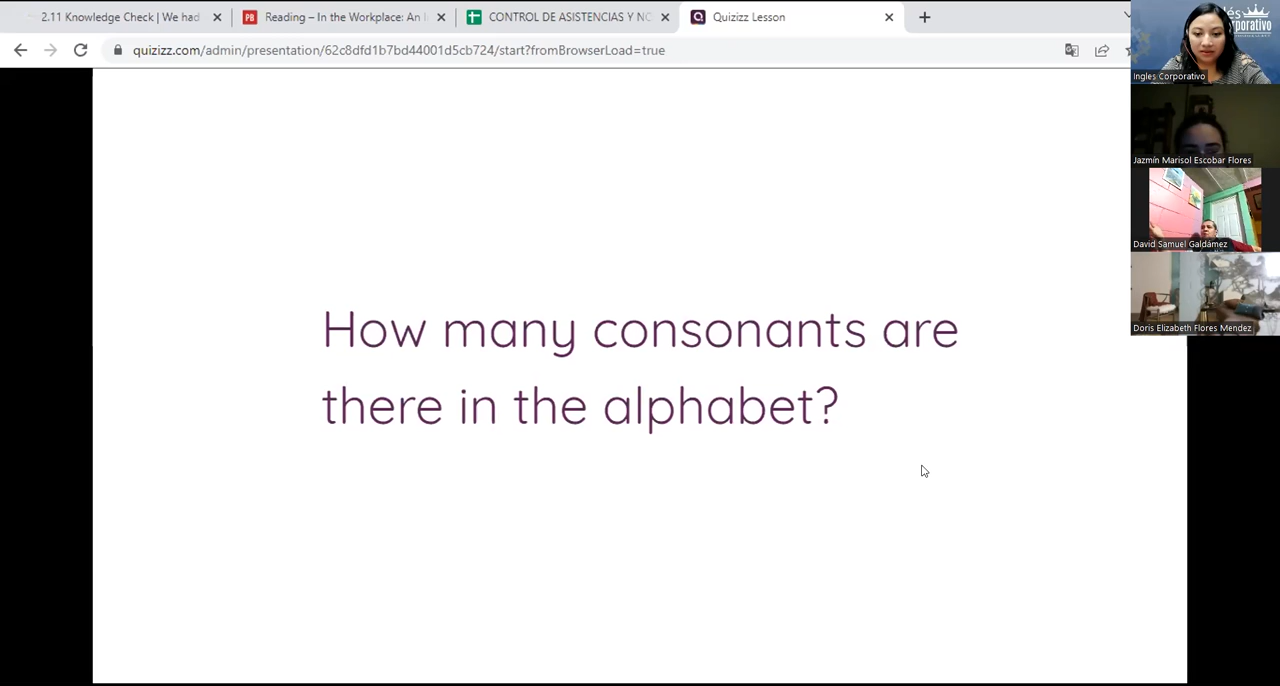 2.11 Knowledge Check | We had
Reading – In the Workplace: An I
CONTROL DE ASISTENCIAS Y NO
Quizizz Lesson
quizizz.com/admin/presentation/62c8dfd1b7bd44001d5cb724/start?fromBrowserLoad=true
How many consonants are
there in the alphabet?
Ingles Corporativo
Jazmín Marisol Escobar Flores
David Samuel Galdámez
Doris Elizabeth Flores Mendez